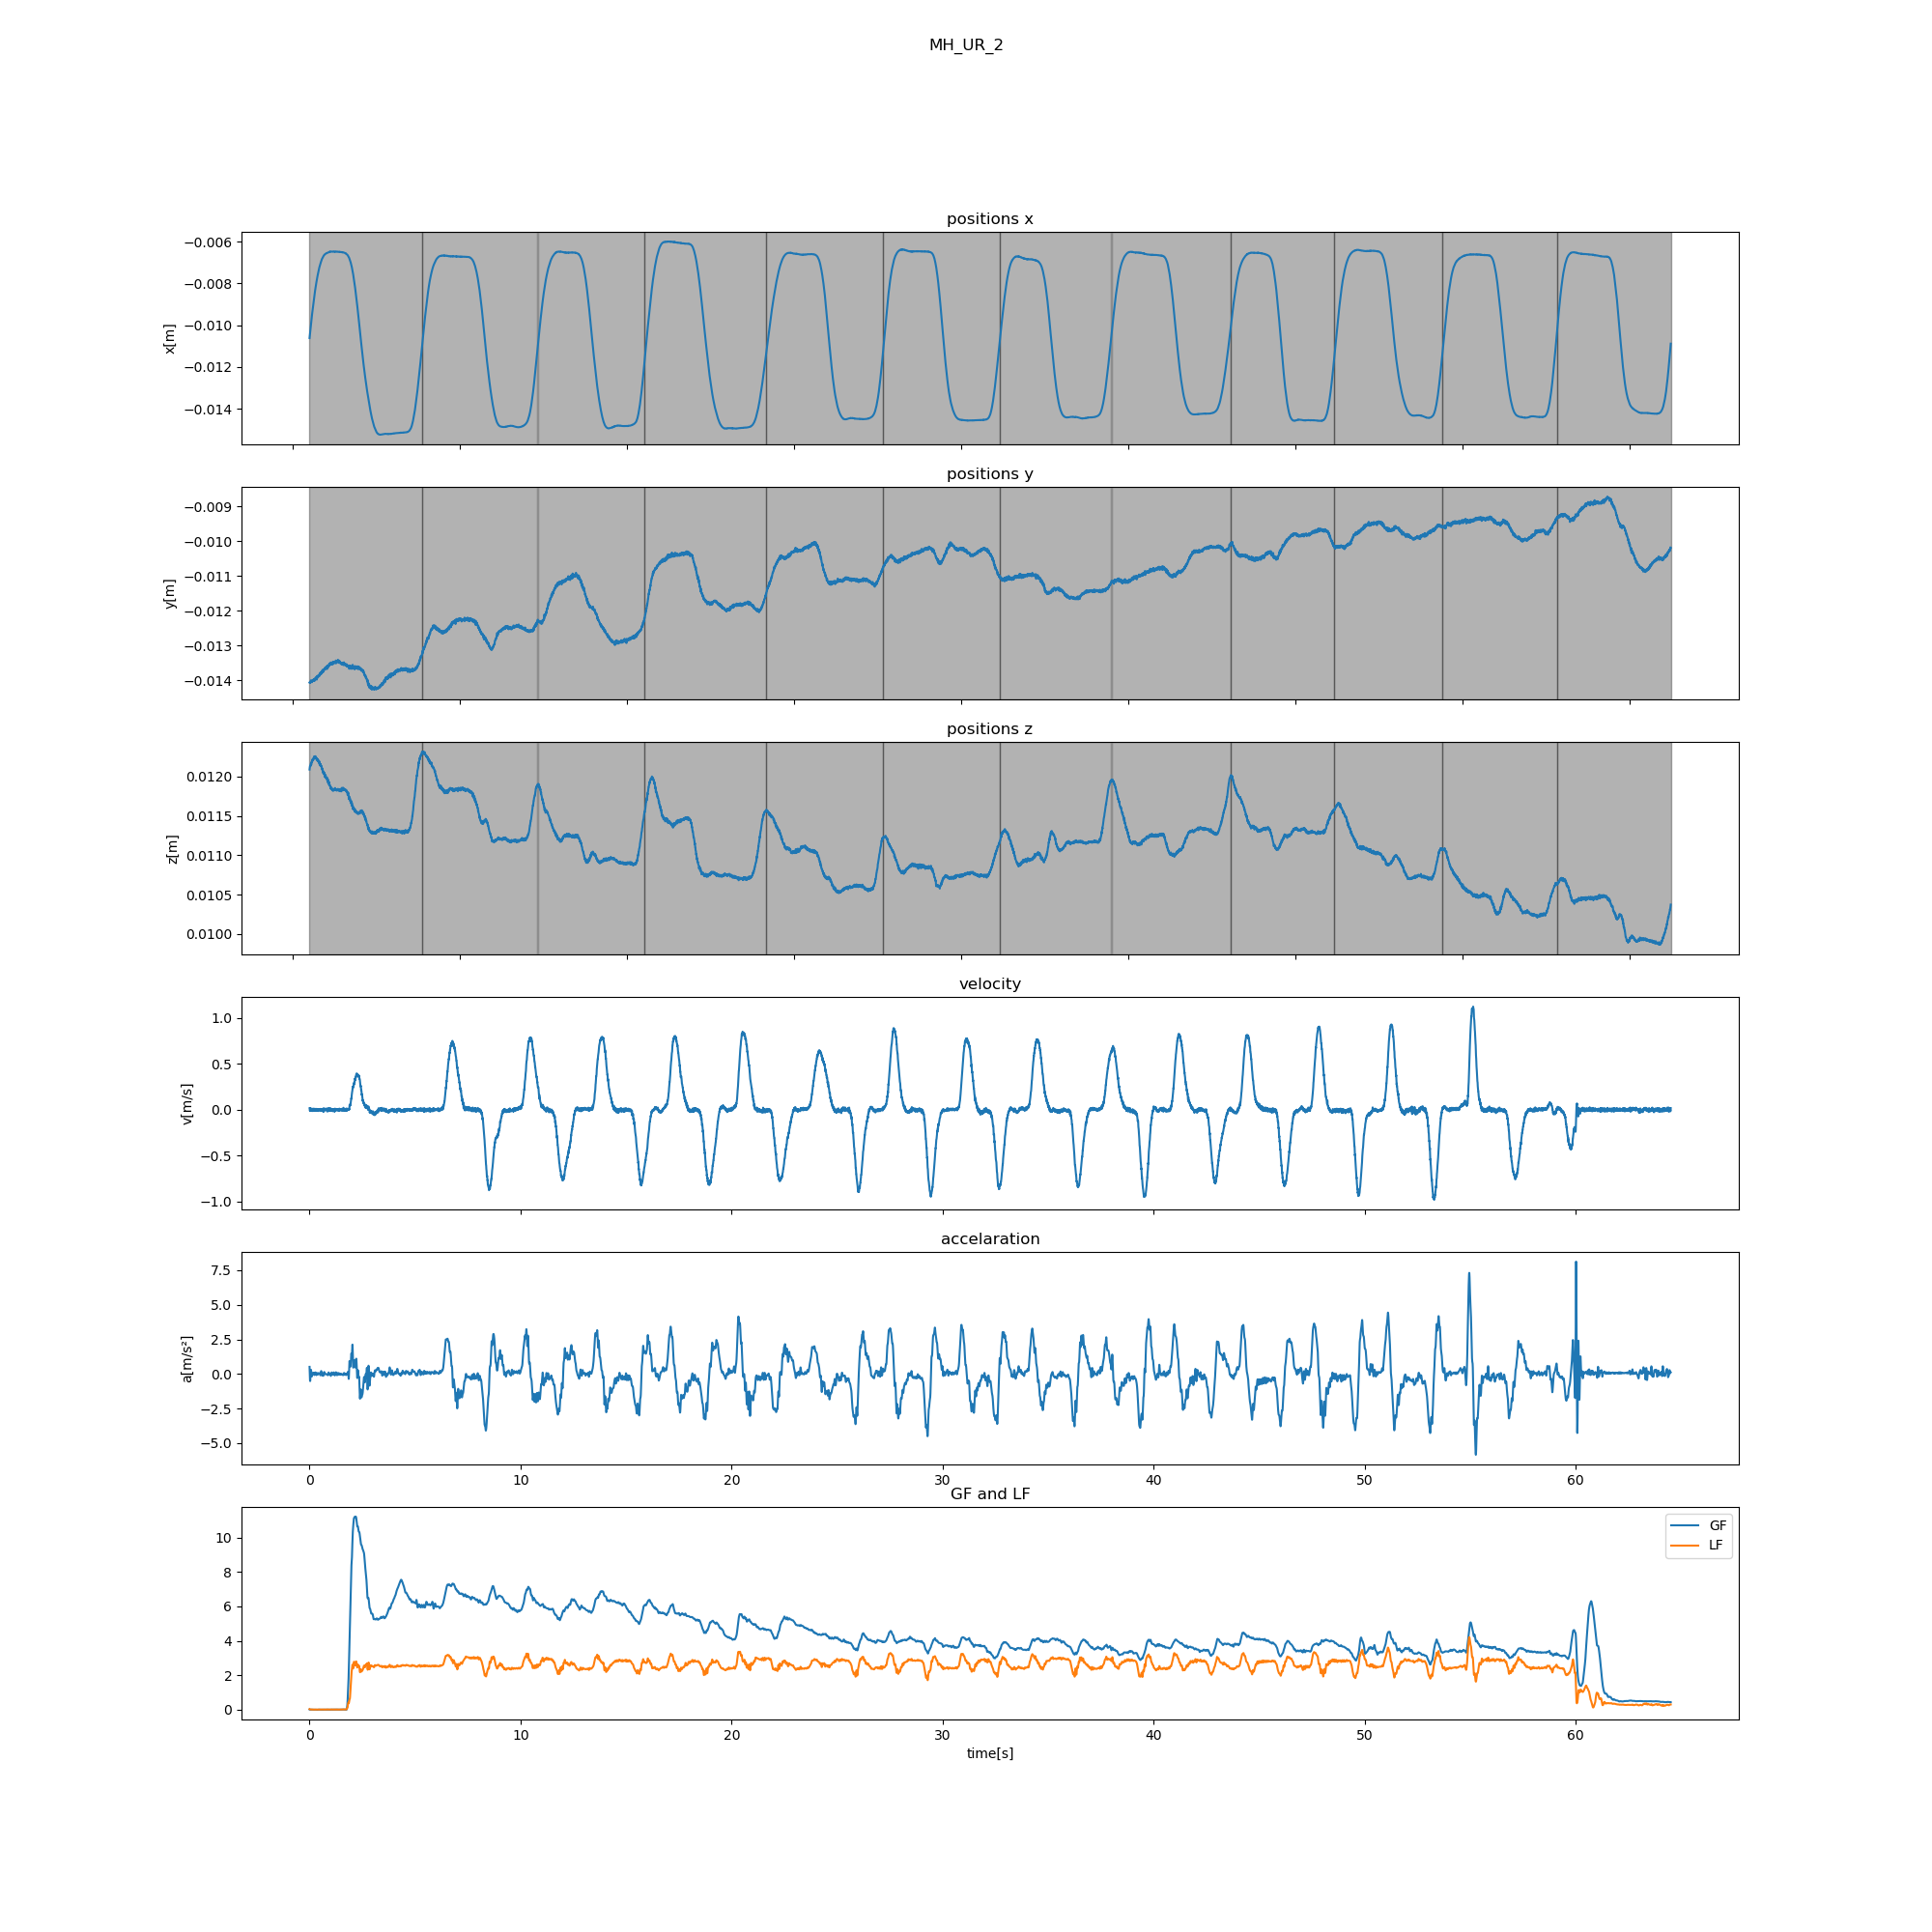 MH_UR_2
positions x
−0.006
−0.008
−0.010
−0.012
−0.014
x[m]
positions y
−0.009
−0.010
−0.011
−0.012
−0.013
−0.014
y[m]
positions z
0.0120
0.0115
0.0110
0.0105
0.0100
z[m]
velocity
1.0
0.5
0.0
−0.5
−1.0
v[m/s]
accelaration
7.5
5.0
2.5
0.0
−2.5
−5.0
a[m/s²]
0 10 20 30 40 50 60
GF and LF
10
8
6
4
2
0
GF
LF
0 10 20 30 40 50 60
time[s]